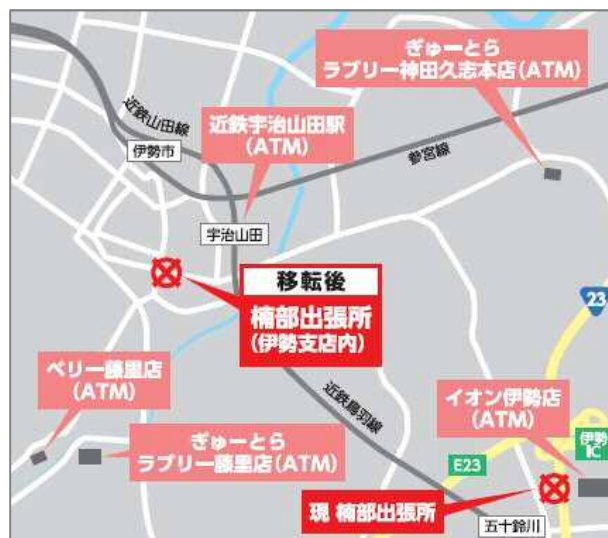 ぎゅーとら
ラブリー神田久志本店(ATM)
近鉄山田線
近鉄宇治山田駅
(ATM)
伊勢市
参宮線
宇治山田
移転後
楠部出張所
(伊勢支店内)
23
ベリー藤里店
(ATM)
近鉄鳥羽線
イオン伊勢店
(ATM)
ぎゅーとら
ラブリー藤里店(ATM)
伊勢
IC
E23
現 楠部出張所
五十鈴川